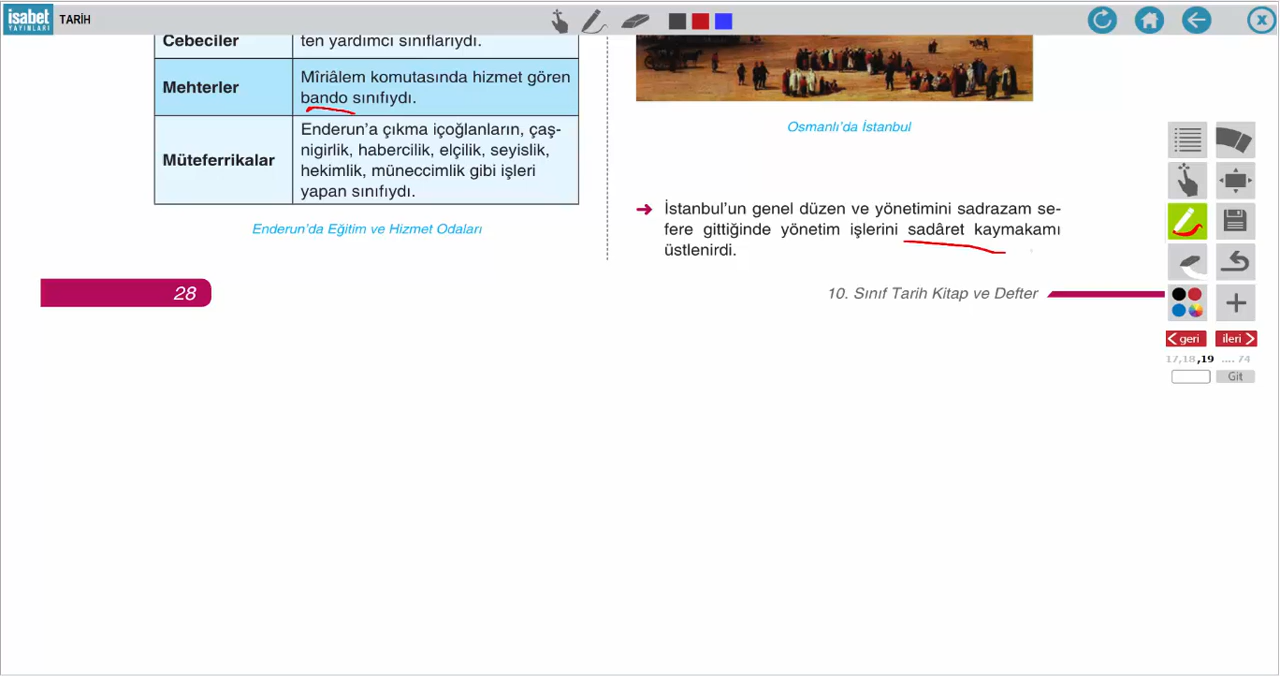 isabet
YAYINLARI
TARİH
Cebeciler
ten yardımcı sınıflarıydı.
Mehterler
Mîriâlem komutasında hizmet gören
bando sınıfıydı.
Müteferrikalar
Enderun'a çıkma içoğlanların, çaş-
nigirlik, habercilik, elçilik, seyislik,
hekimlik, müneccimlik gibi işleri
yapan sınıfıydı.
Enderun'da Eğitim ve Hizmet Odaları
28
Osmanlı'da İstanbul
İstanbul'un genel düzen ve yönetimini sadrazam se-
fere gittiğinde yönetim işlerini sadâret kaymakamı
üstlenirdi.
10. Sınıf Tarih Kitap ve Defter
geri
ileri
17,18,19 .... 74
Git